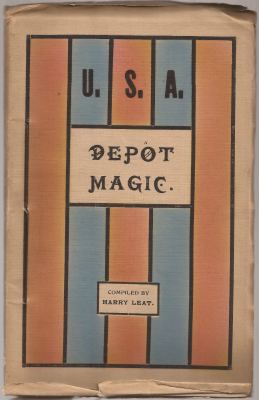 U. S. A.
DEPÔT
MAGIC.
COMPILED BY
HARRY LEAT.